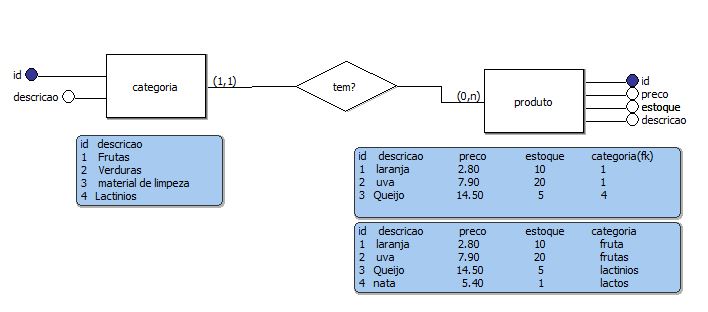 id
descricao
categoria
(1,1)
tem?
(0,n)
produto
id
preco
estoque
descricao
id descricao
1 Frutas
2 Verduras
3 material de limpeza
4 Lactinios
id descricao preco estoque categoria(fk)
1 laranja 2.80 10 1
2 uva 7.90 20 1
3 Queijo 14.50 5 4
id descricao preco estoque categoria
1 laranja 2.80 10 fruta
2 uva 7.90 20 frutas
3 Queijo 14.50 5 lactinios
4 nata 5.40 1 lactos